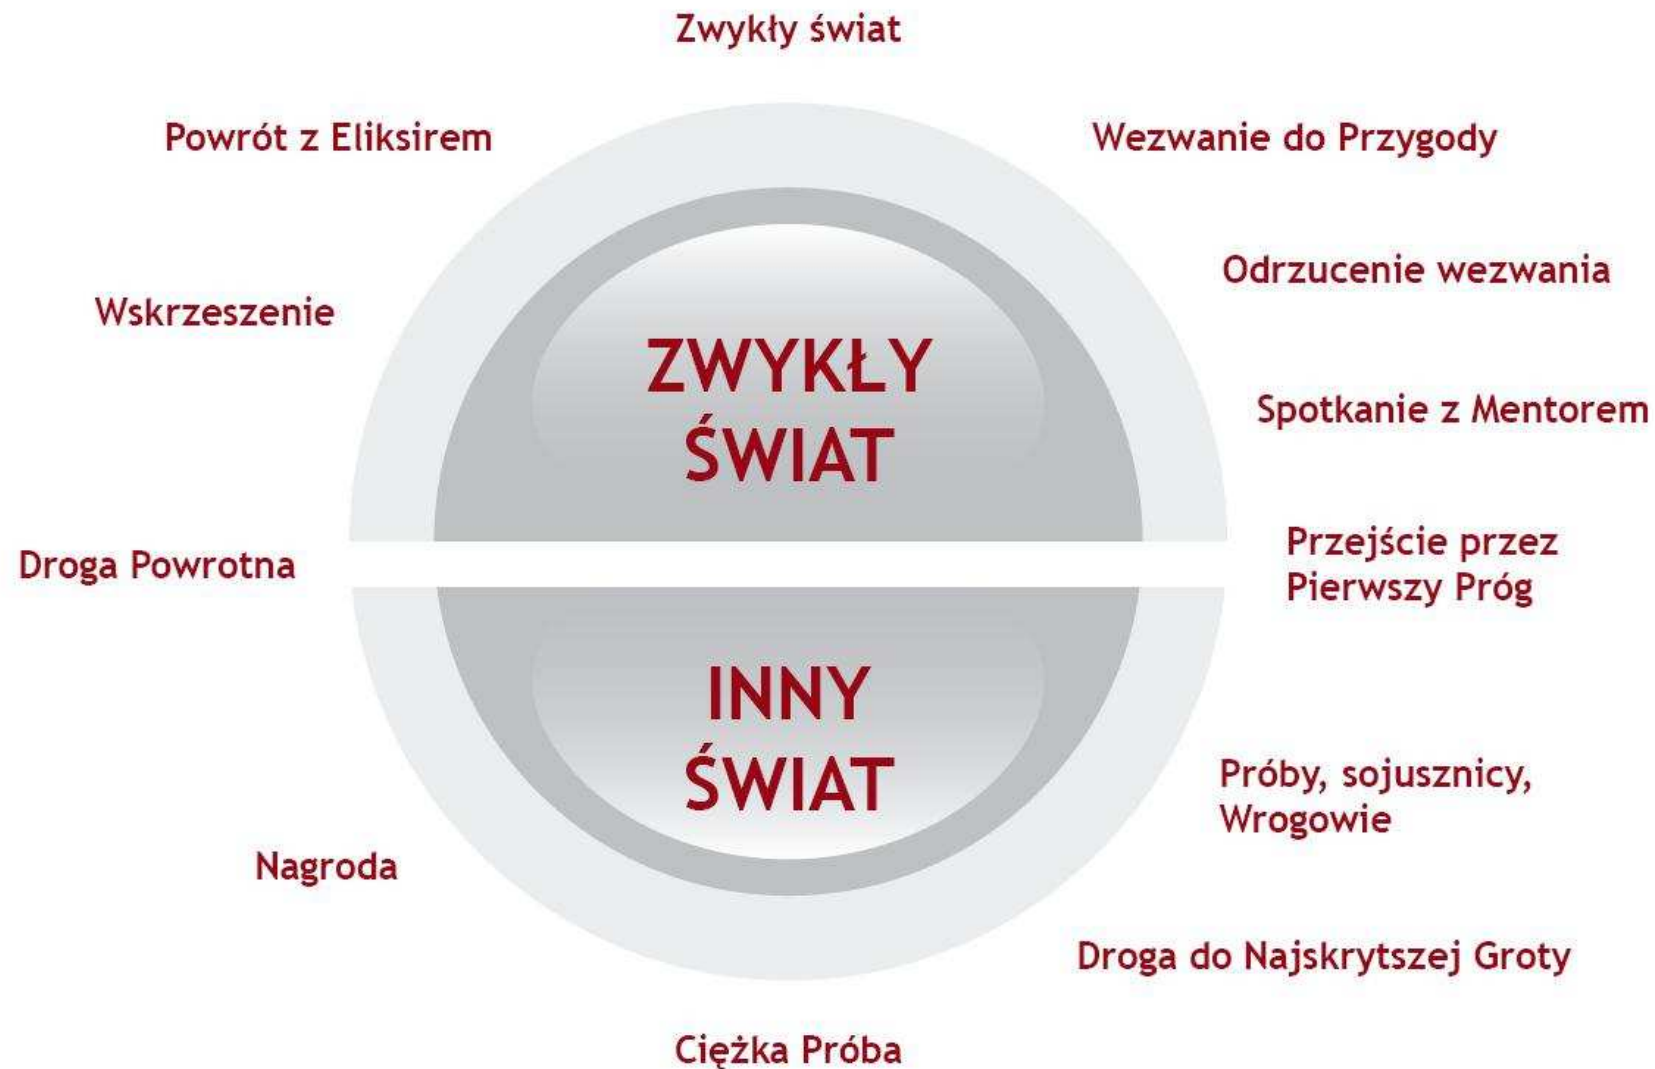 Zwykły świat
Powrót z Eliksirem
Wezwanie do Przygody
Odrzucenie wezwania
Wskrzeszenie
ZWYKŁY
ŚWIAT
Spotkanie z Mentorem
Droga Powrotna
Przejście przez
Pierwszy Próg
INNY
ŚWIAT
Próby, sojusznicy,
Wrogowie
Nagroda
Droga do Najskrytszej Groty
Ciężka Próba